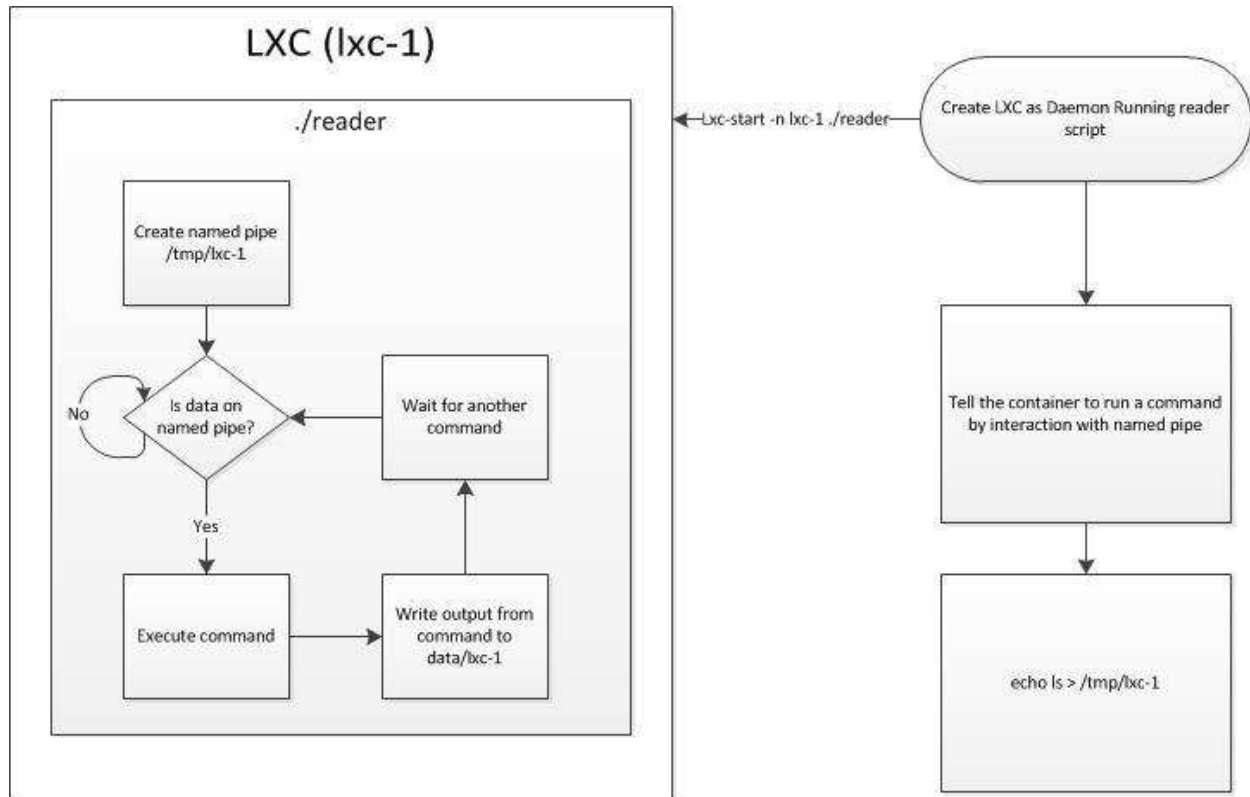 LXC (lxc-1)
./reader
Create named pipe
/tmp/lxc-1
Is data on
named pipe?
No
Yes
Wait for another
command
Execute command
Write output from
command to
data/lxc-1
Lxc-start -n lxc-1 ./reader
Create LXC as Daemon Running reader
script
Tell the container to run a command
by interaction with named pipe
echo ls > /tmp/lxc-1